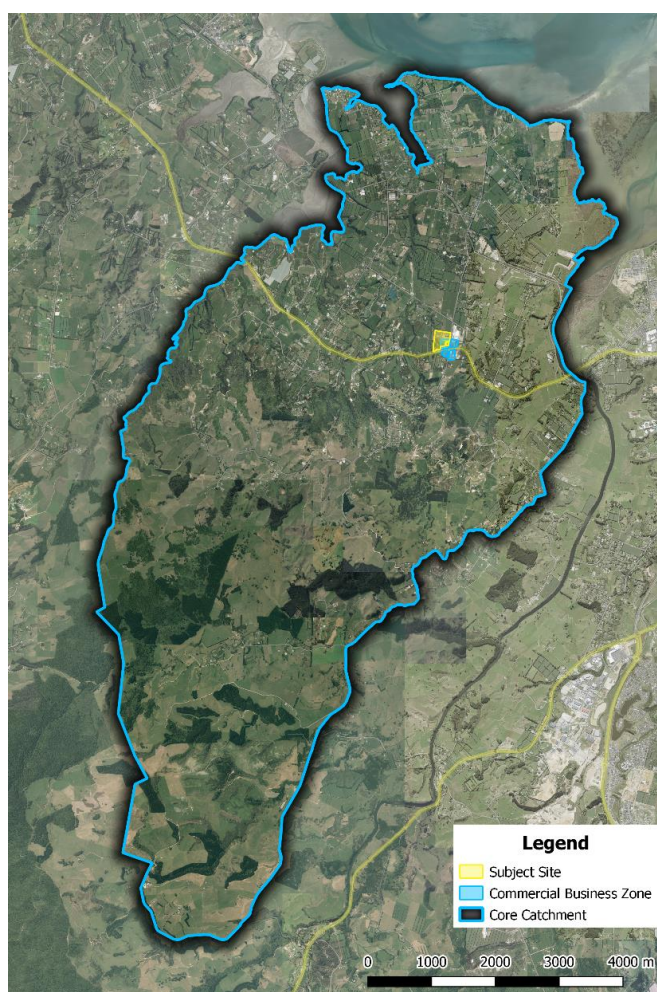 Legend
Subject Site
Commercial Business Zone
Core Catchment
0 1000 2000 3000 4000 m